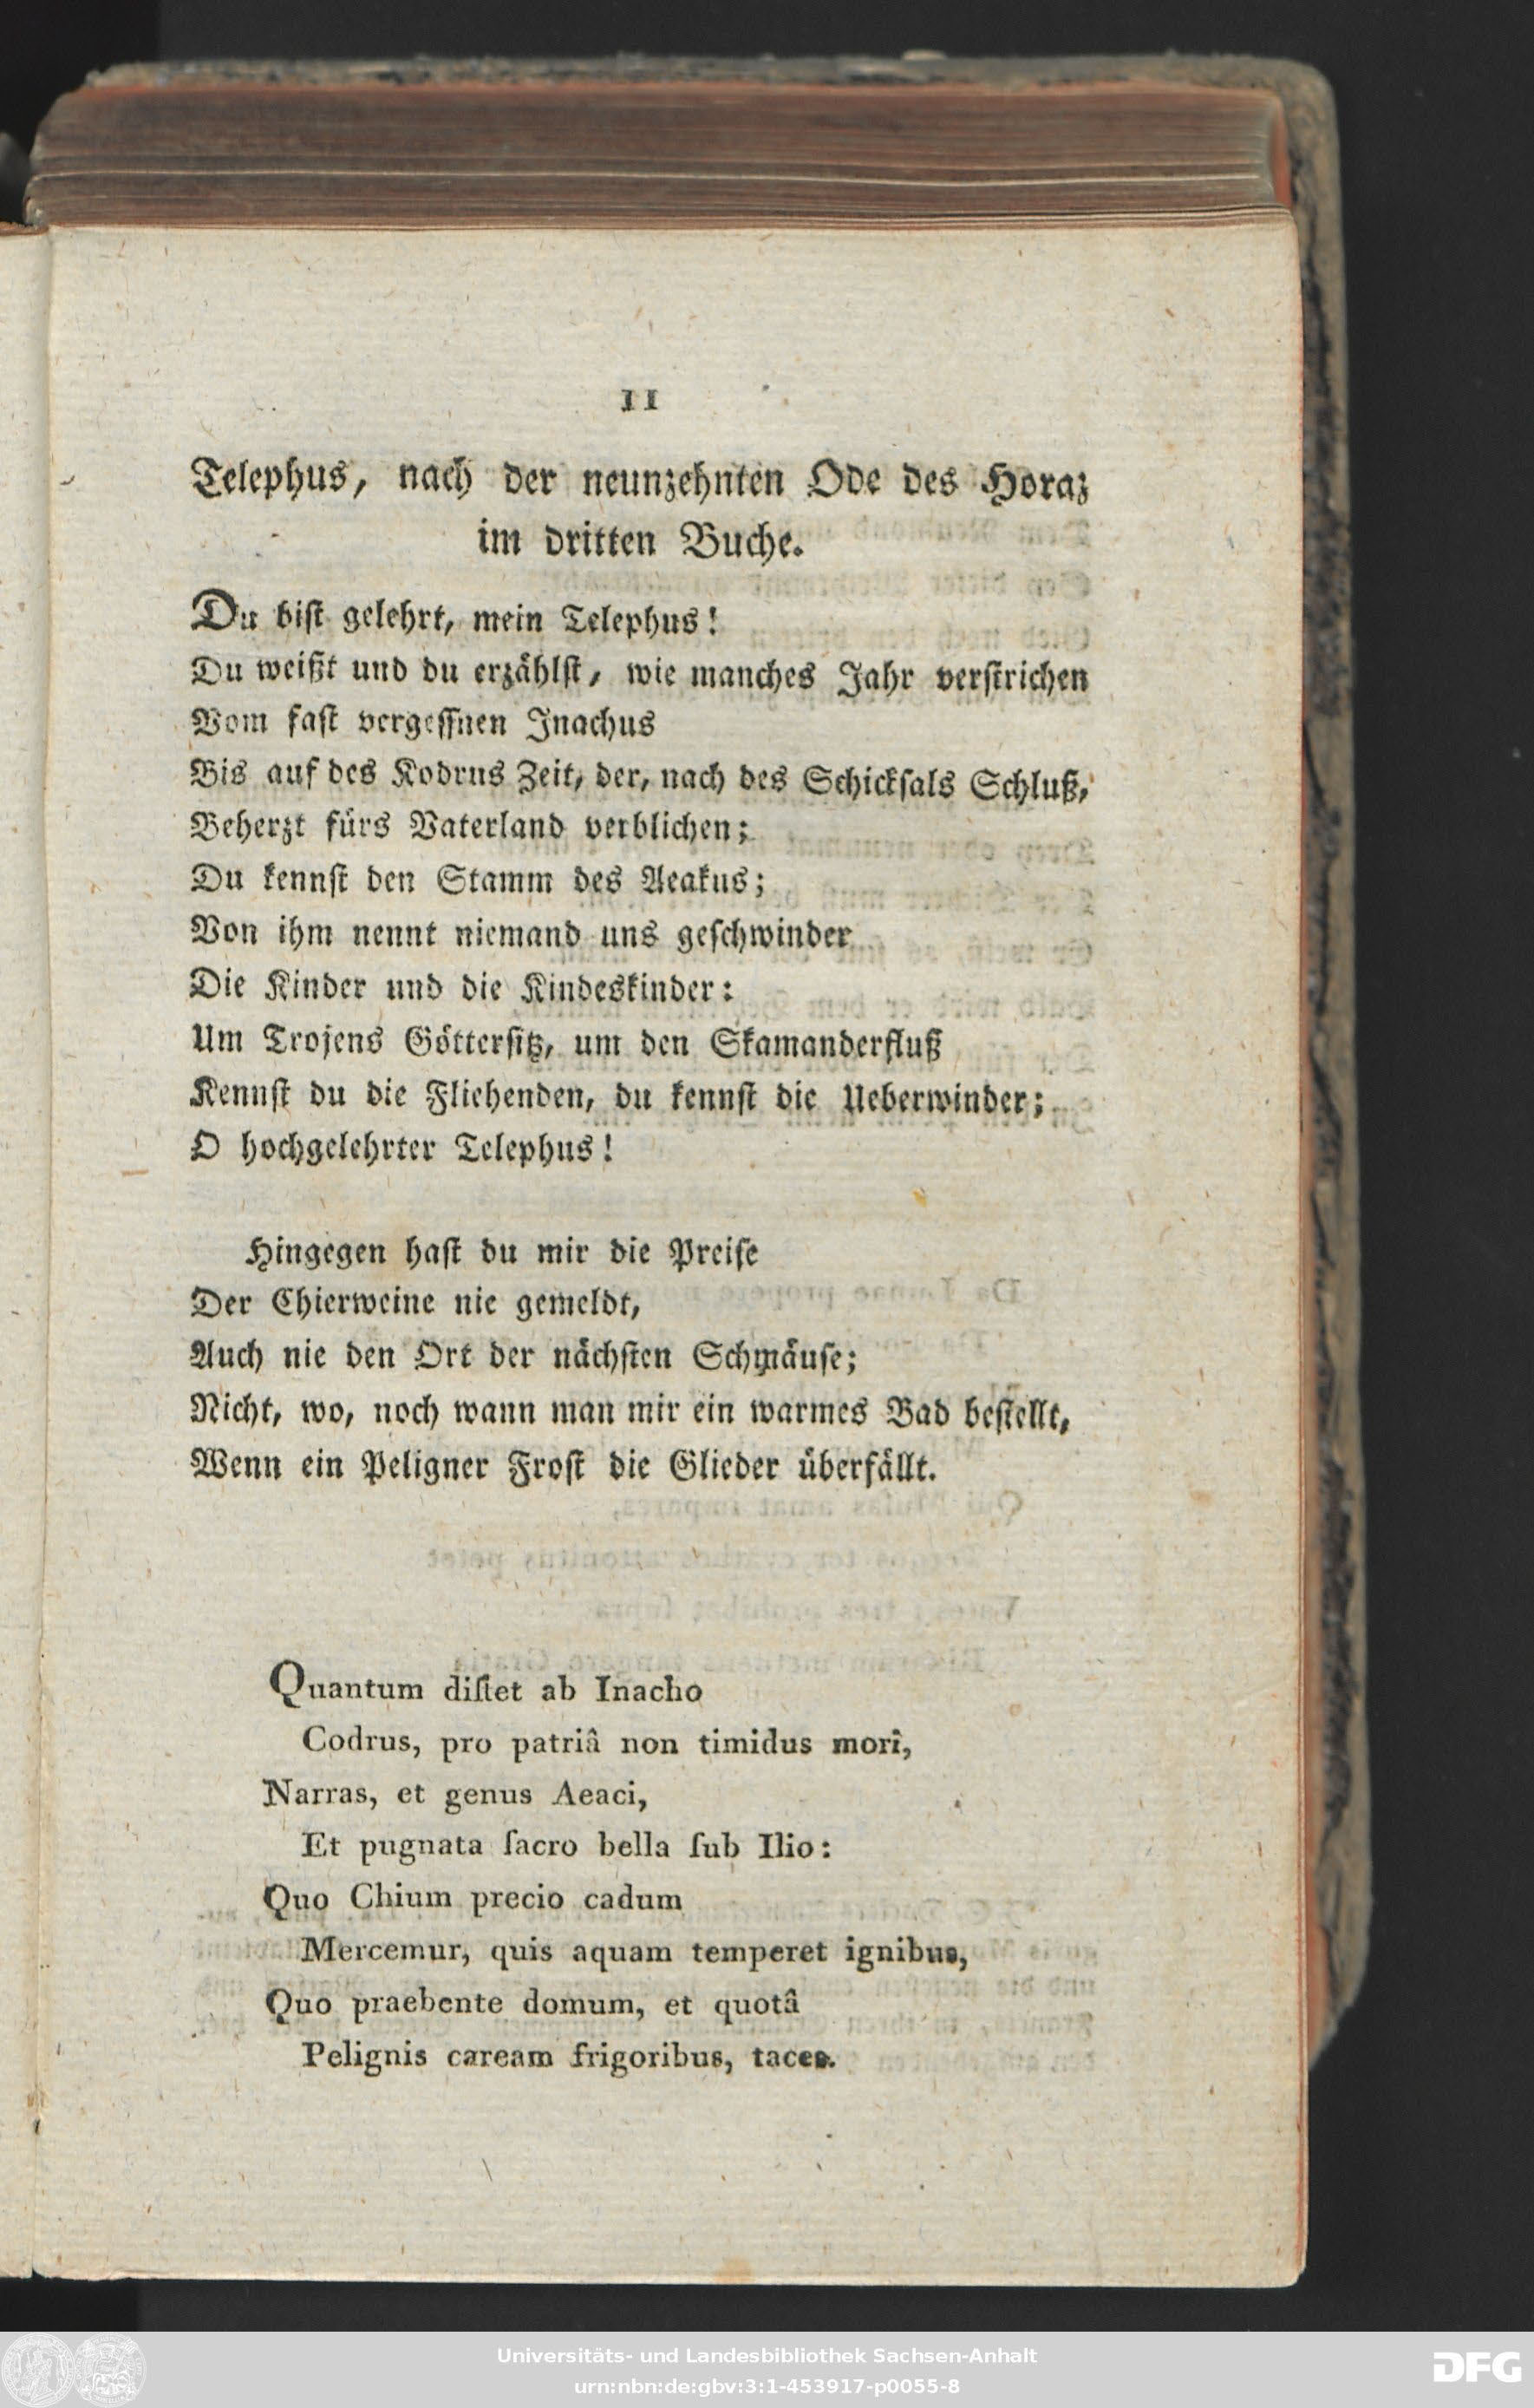 11
Telephus, nach der neunzehnten Ode des Horaz
im dritten Buche.
Du biſt gelehrt, mein Telephus!
Du weißt und du erzählſt, wie manches Jahr verſtrichen
Vom faſt vergeſſnen Inachus
Bis auf des Kodrus Zeit, der, nach des Schickſals Schluß,
Beherzt fürs Vaterland verblichen;
Du kennſt den Stamm des Aeakus;
Von ihm nennt niemand uns geſchwinder
Die Kinder und die Kindeskinder:
Um Trojens Götterſitz, um den Skamanderfluß
Kennſt du die Fliehenden, du kennſt die Ueberwinder;
O hochgelehrter Telephus!
Hingegen haſt du mir die Preiſe
Der Chierweine nie gemeldt,
Auch nie den Ort der nächſten Schmäuſe;
Nicht, wo, noch wann man mir ein warmes Bad beſtellt,
Wenn ein Peligner Froſt die Glieder überfällt.
Quantum diſtet ab Inacho
Codrus, pro patriâ non timidus morî,
Narras, et genus Aeaci,
Et pugnata ſacro bella ſub Ilio:
Quo Chium precio cadum
Mercemur, quis aquam temperet ignibus,
Quo praebente domum, et quotâ
Pelignis caream frigoribus, taces.
Universitäts- und Landesbibliothek Sachsen-Anhalt
urn:nbn:de:gbv:3:1-453917-p0055-8
DFG